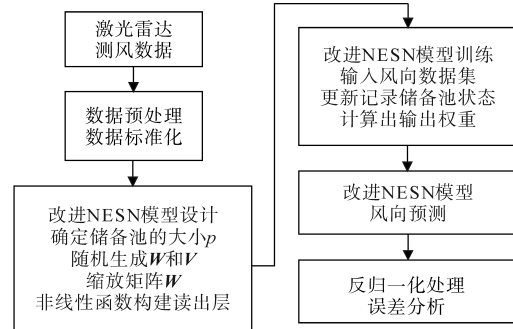 激光雷达
测风数据
数据预处理
数据标准化
改进NESN模型设计
确定储备池的大小p
随机生成W和V
缩放矩阵W
非线性函数构建读出层
改进NESN模型训练
输入风向数据集
更新记录储备池状态
计算出输出权重
改进NESN模型
风向预测
反归一化处理
误差分析